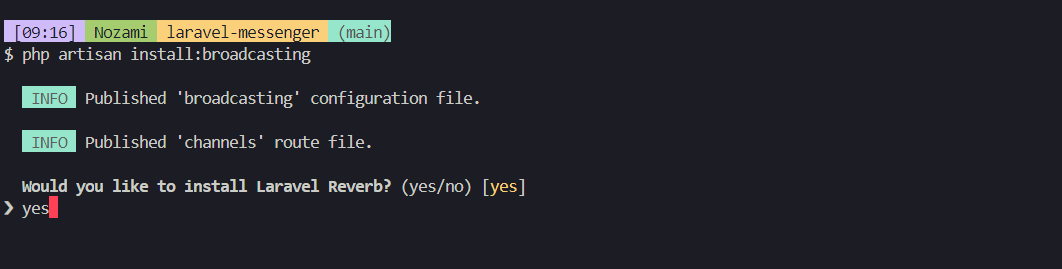 [09:16] Nozami laravel-messenger (main)
$ php artisan install:broadcasting
INFO Published 'broadcasting' configuration file.
INFO Published 'channels' route file.
Would you like to install Laravel Reverb? (yes/no) [yes]
❯ yes